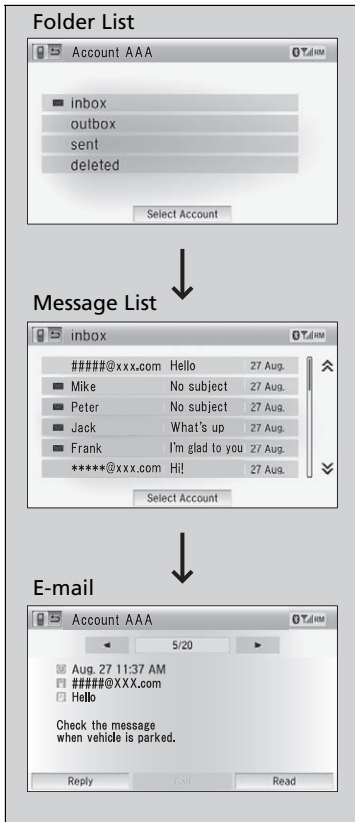 Folder List
Account AAA
inbox
outbox
sent
deleted
Select Account
Message List
inbox
#####@xxx.com Hello 27 Aug.
Mike No subject 27 Aug.
Peter No subject 27 Aug.
Jack What's up 27 Aug.
Frank I'm glad to you 27 Aug.
*****@xxx.com Hi! 27 Aug.
Select Account
E-mail
Account AAA
5/20
Aug. 27 11:37 AM
#####@XXX.com
Hello
Check the message
when vehicle is parked.
Reply Call Read